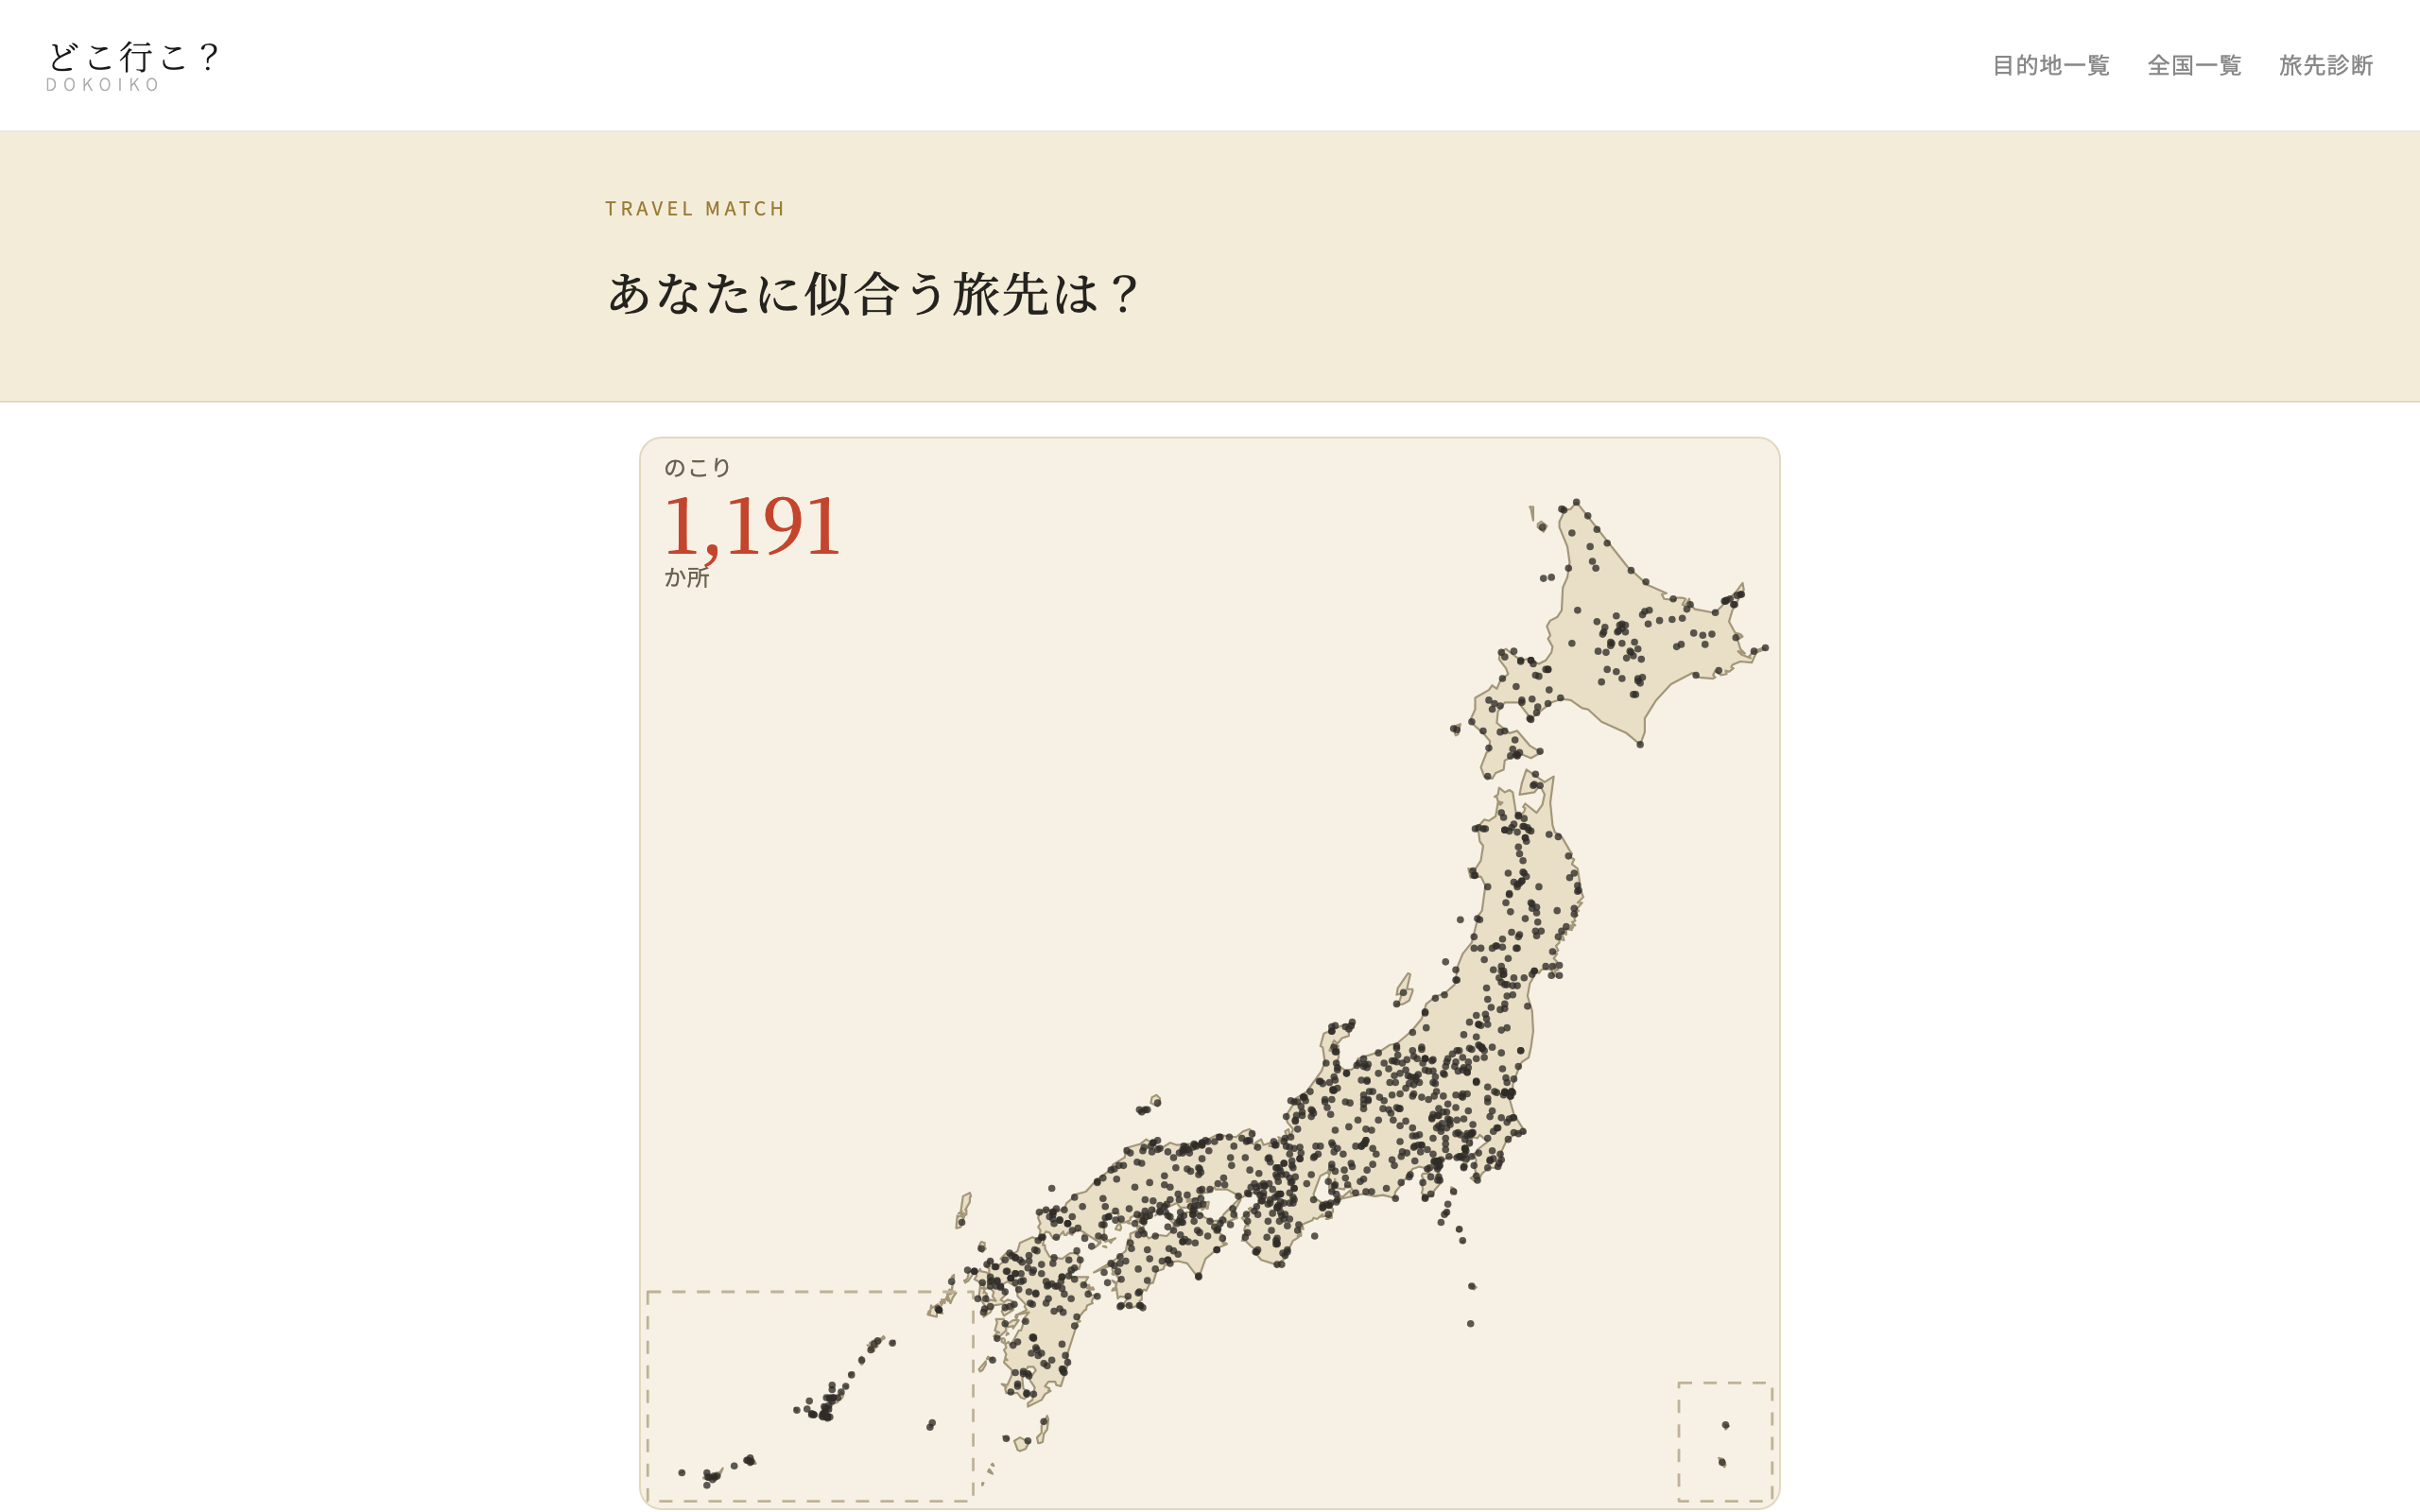 どこ行こ？
DOKOIKO
目的地一覧 全国一覧 旅先診断
TRAVEL MATCH
あなたに似合う旅先は？
のこり
1,191
か所